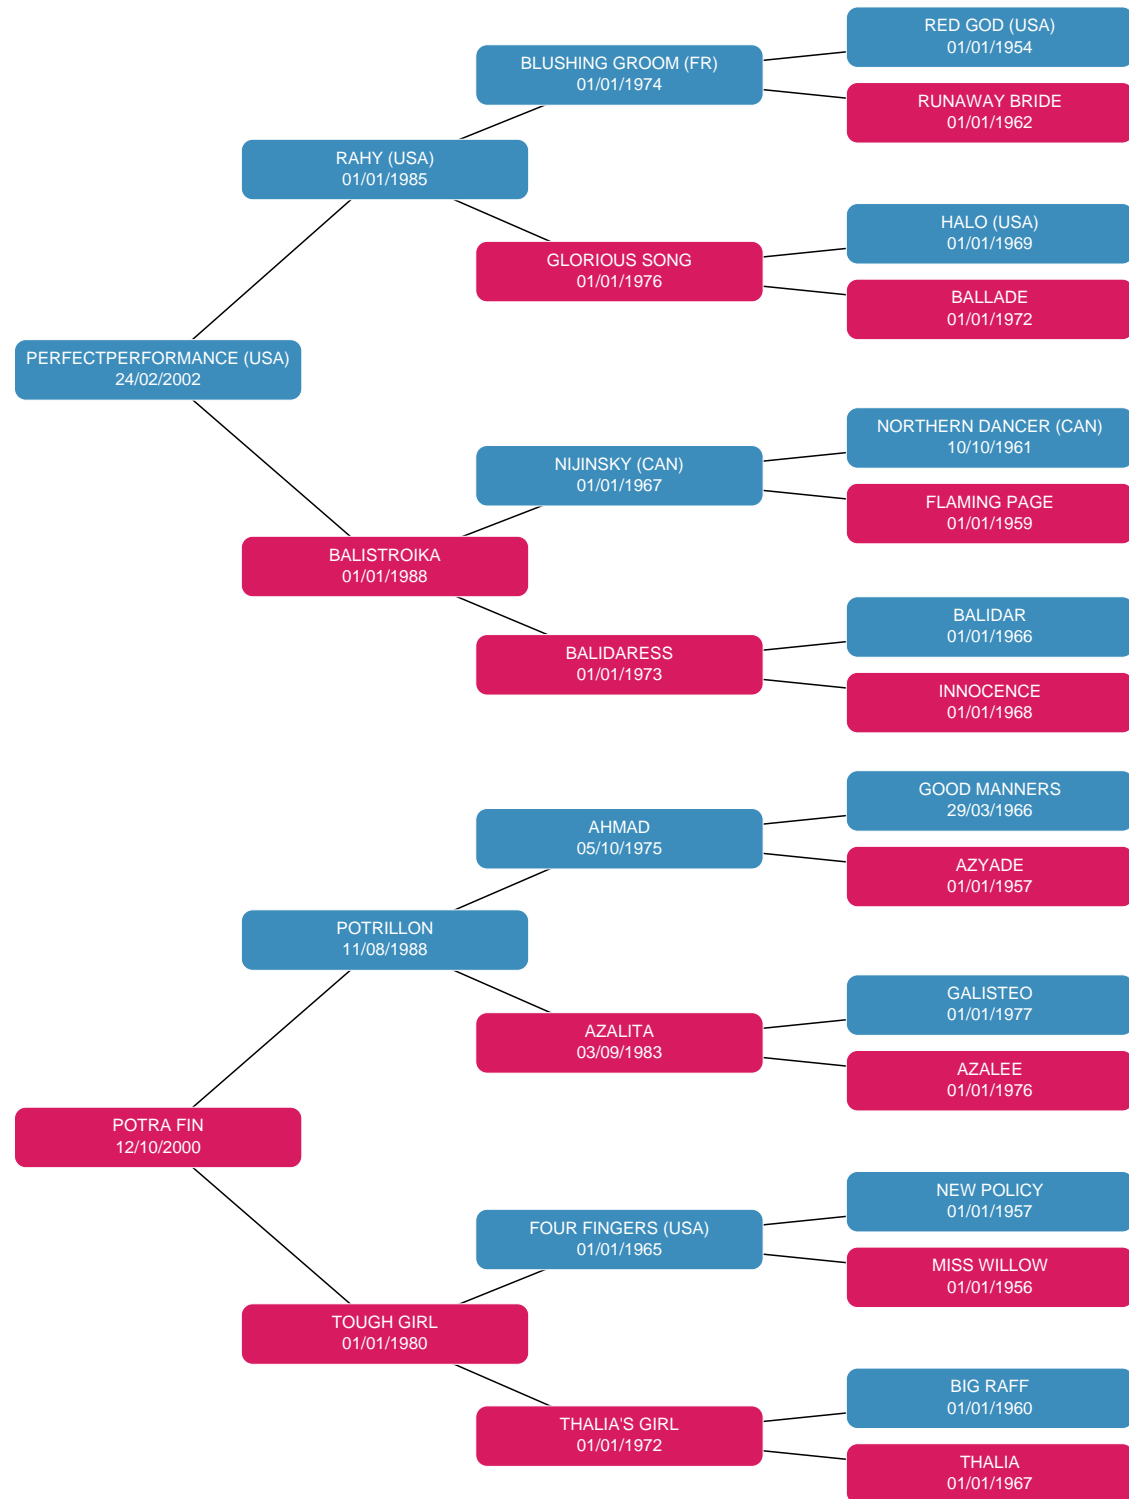 RED GOD (USA)
01/01/1954
BLUSHING GROOM (FR)
01/01/1974
RUNAWAY BRIDE
01/01/1962
RAHY (USA)
01/01/1985
HALO (USA)
01/01/1969
GLORIOUS SONG
01/01/1976
BALLADE
01/01/1972
PERFECTPERFORMANCE (USA)
24/02/2002
NORTHERN DANCER (CAN)
10/10/1961
NIJINSKY (CAN)
01/01/1967
FLAMING PAGE
01/01/1959
BALISTROIKA
01/01/1988
BALIDAR
01/01/1966
BALIDARESS
01/01/1973
INNOCENCE
01/01/1968
GOOD MANNERS
29/03/1966
AHMAD
05/10/1975
AZYADE
01/01/1957
POTRILLON
11/08/1988
GALISTEO
01/01/1977
AZALITA
03/09/1983
AZALEE
01/01/1976
POTRA FIN
12/10/2000
NEW POLICY
01/01/1957
FOUR FINGERS (USA)
01/01/1965
MISS WILLOW
01/01/1956
TOUGH GIRL
01/01/1980
BIG RAFF
01/01/1960
THALIA'S GIRL
01/01/1972
THALIA
01/01/1967